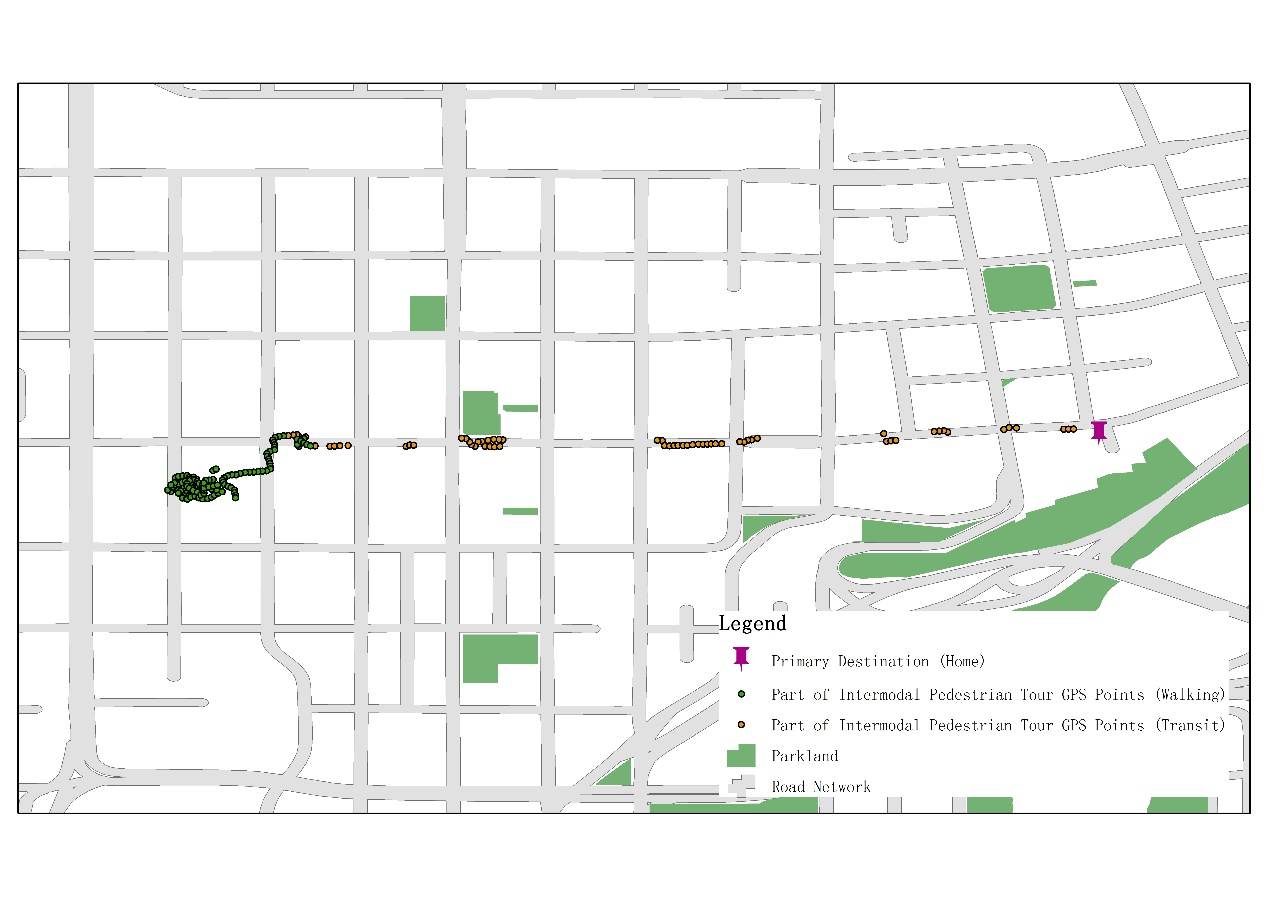 Legend
Primary Destination (Home)
Part of Intermodal Pedestrian Tour GPS Points (Walking)
Part of Intermodal Pedestrian Tour GPS Points (Transit)
Parkland
Road Network